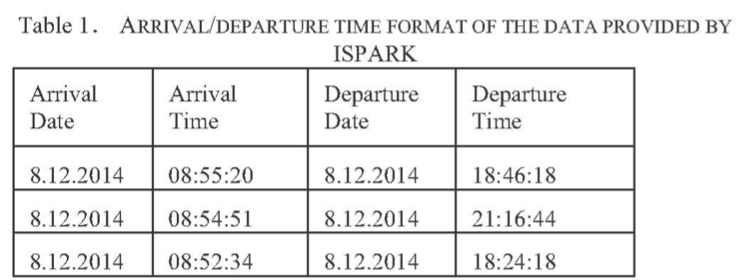 Table 1. ARRIVAL/DEPARTURE TIME FORMAT OF THE DATA PROVIDED BY
ISPARK
Arrival Date Arrival Time Departure Date Departure Time
8.12.2014 08:55:20 8.12.2014 18:46:18
8.12.2014 08:54:51 8.12.2014 21:16:44
8.12.2014 08:52:34 8.12.2014 18:24:18